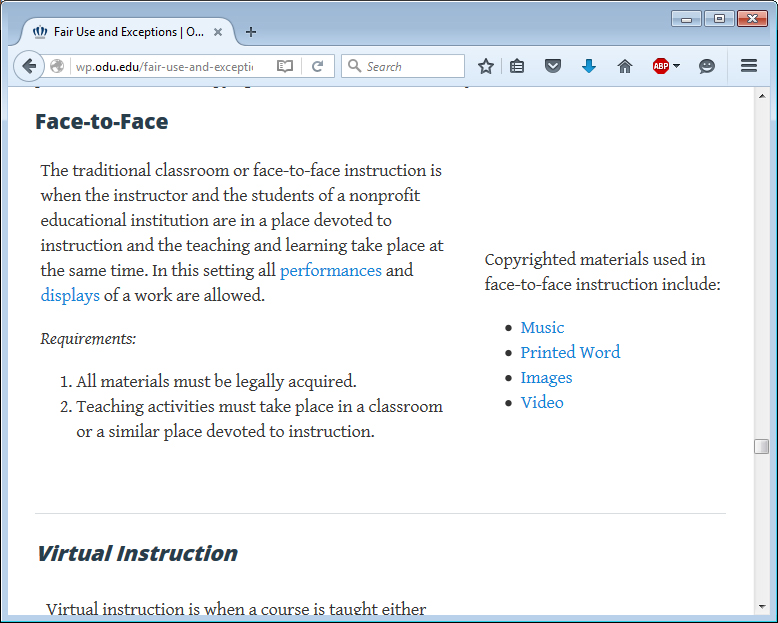 Fair Use and Exceptions | O...
wp.odu.edu/fair-use-and-excepti
Search
ABP
Face-to-Face
The traditional classroom or face-to-face instruction is
when the instructor and the students of a nonprofit
educational institution are in a place devoted to
instruction and the teaching and learning take place at
the same time. In this setting all performances and
displays of a work are allowed.
Requirements:
1. All materials must be legally acquired.
2. Teaching activities must take place in a classroom
or a similar place devoted to instruction.
Copyrighted materials used in
face-to-face instruction include:
• Music
• Printed Word
• Images
• Video
Virtual Instruction
Virtual instruction is when a course is taught either